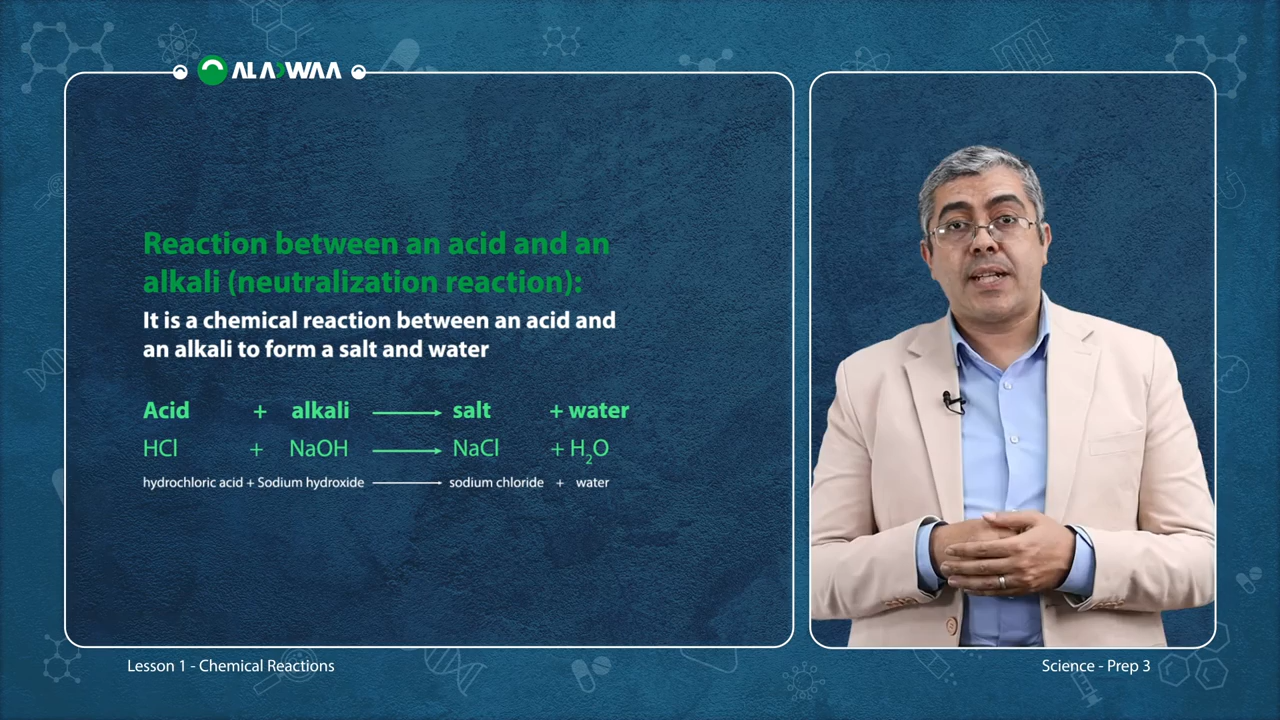 ALADWAA
Reaction between an acid and an
alkali (neutralization reaction):
It is a chemical reaction between an acid and
an alkali to form a salt and water
Acid + alkali ⟶ salt + water
HCl + NaOH ⟶ NaCl + H₂O
hydrochloric acid + Sodium hydroxide ⟶ sodium chloride + water
Lesson 1 - Chemical Reactions
Science - Prep 3